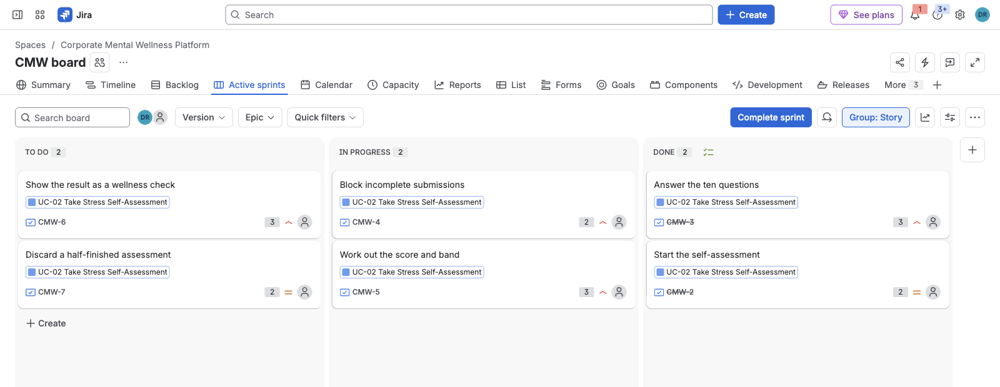 Jira
Search
Create
See plans
1
3+
DR
Spaces / Corporate Mental Wellness Platform
CMW board
Summary
Timeline
Backlog
Active sprints
Calendar
Capacity
Reports
List
Forms
Goals
Components
Development
Releases
More 3
Search board
DR
Version
Epic
Quick filters
Complete sprint
Group: Story
TO DO 2
Show the result as a wellness check
UC-02 Take Stress Self-Assessment
CMW-6 3
Discard a half-finished assessment
UC-02 Take Stress Self-Assessment
CMW-7 2
Create
IN PROGRESS 2
Block incomplete submissions
UC-02 Take Stress Self-Assessment
CMW-4 2
Work out the score and band
UC-02 Take Stress Self-Assessment
CMW-5 3
DONE 2
Answer the ten questions
UC-02 Take Stress Self-Assessment
CMW-3 3
Start the self-assessment
UC-02 Take Stress Self-Assessment
CMW-2 2